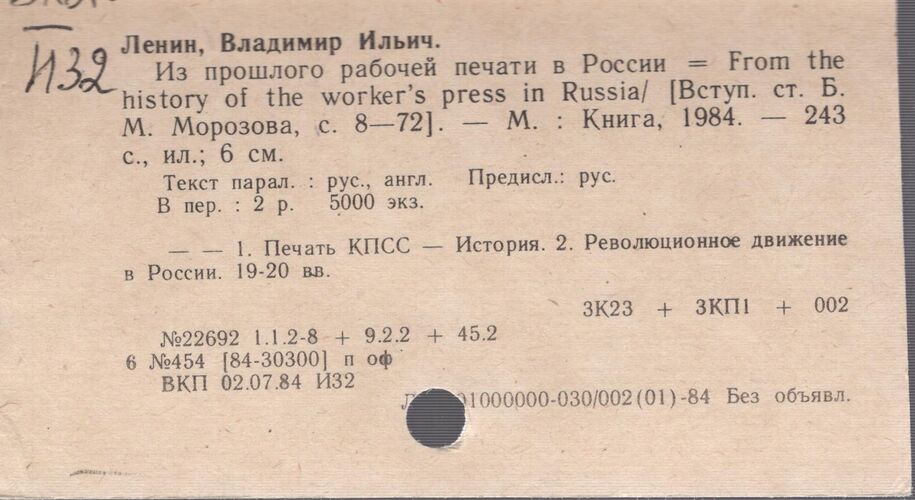 И32
Ленин, Владимир Ильич.
Из прошлого рабочей печати в России = From the
history of the worker's press in Russia/ [Вступ. ст. Б.
М. Морозова, с. 8—72]. — М. : Книга, 1984. — 243
с., ил.; 6 см.
Текст парал. : рус., англ. Предисл.: рус.
В пер. : 2 р. 5000 экз.
— — 1. Печать КПСС — История. 2. Революционное движение
в России. 19-20 вв.
3К23 + 3КП1 + 002
№22692 1.1.2-8 + 9.2.2 + 45.2
6 №454 [84-30300] п оф
ВКП 02.07.84 И32
01000000-030/002(01)-84 Без объявл.